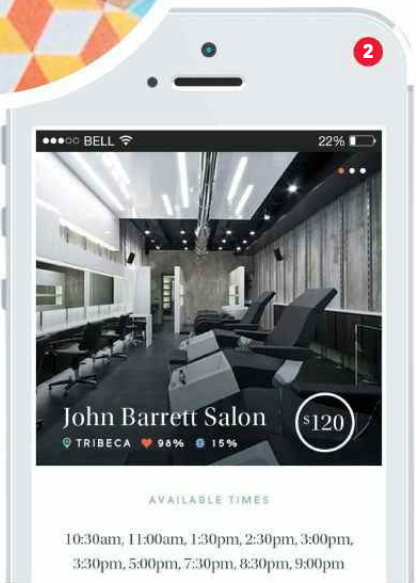 2
BELL 22%
John Barrett Salon
$120
TRIBECA 98% 15%
AVAILABLE TIMES
10:30am, 11:00am, 1:30pm, 2:30pm, 3:00pm,
3:30pm, 5:00pm, 7:30pm, 8:30pm, 9:00pm